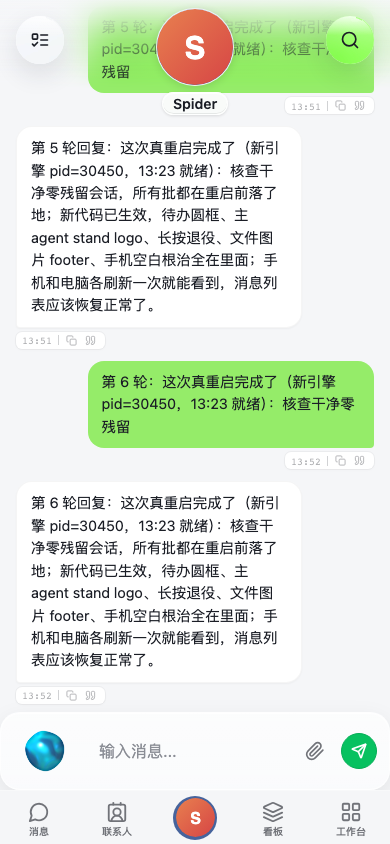 第 5 轮：这次真重启完成了（新引擎
pid=304
残留
S
Spider
13:51
第 5 轮回复：这次真重启完成了（新引
擎 pid=30450，13:23 就绪）：核查干
净零残留会话，所有批都在重启前落了
地；新代码已生效，待办圆框、主
agent stand logo、长按退役、文件图
片 footer、手机空白根治全在里面；手
机和电脑各刷新一次就能看到，消息列
表应该恢复正常了。
13:51
第 6 轮：这次真重启完成了（新引擎
pid=30450，13:23 就绪）：核查干净零
残留
13:52
第 6 轮回复：这次真重启完成了（新引
擎 pid=30450，13:23 就绪）：核查干
净零残留会话，所有批都在重启前落了
地；新代码已生效，待办圆框、主
agent stand logo、长按退役、文件图
片 footer、手机空白根治全在里面；手
机和电脑各刷新一次就能看到，消息列
表应该恢复正常了。
13:52
输入消息...
消息
联系人
S
看板
工作台